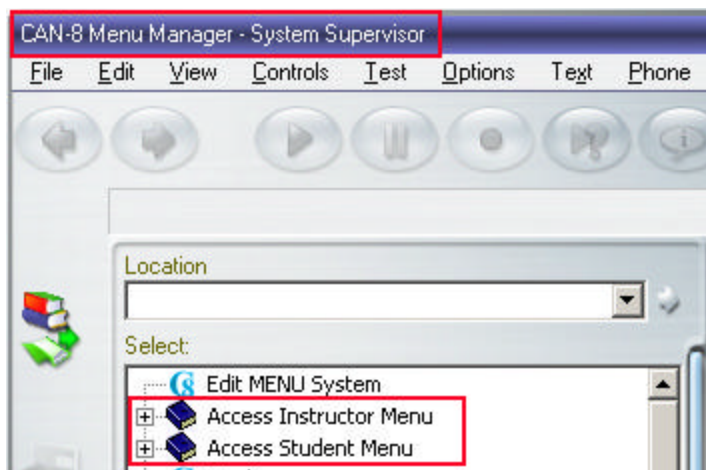 CAN-8 Menu Manager - System Supervisor
File Edit View Controls Test Options Text Phone
Location
Select:
Edit MENU System
Access Instructor Menu
Access Student Menu